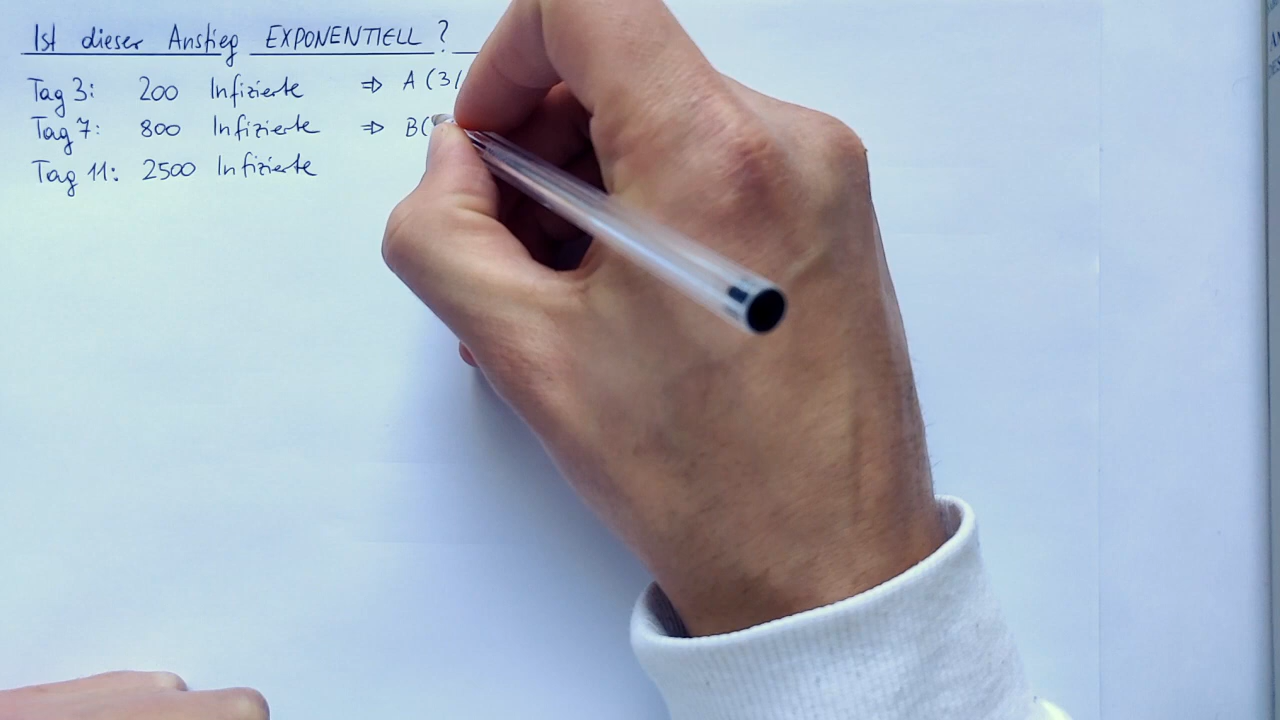 Ist dieser Anstieg EXPONENTIELL ?
Tag 3: 200 Infizierte ⇒ A (3/
Tag 7: 800 Infizierte ⇒ B(
Tag 11: 2500 Infizierte